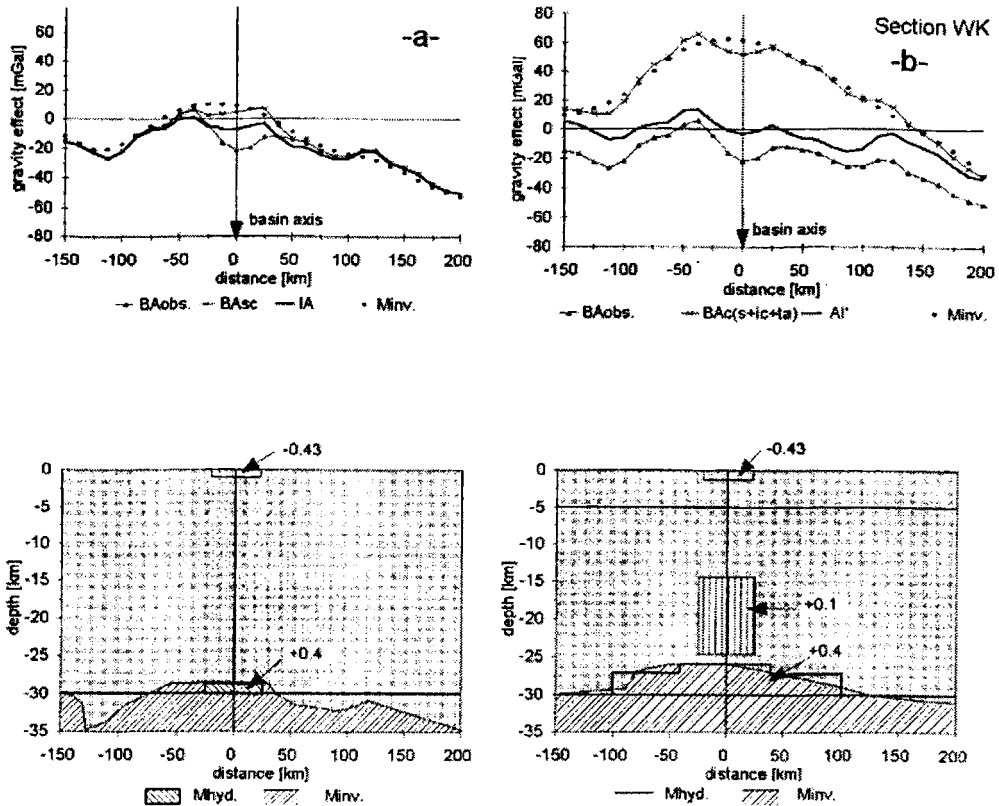 -a-
gravity effect [mGal]
60
40
20
0
-20
-40
-60
-80
basin axis
-150 -100 -50 0 50 100 150 200
distance [km]
BAobs. BAsc IA Minv.
Section WK
-b-
gravity effect [mGal]
80
60
40
20
0
-20
-40
-60
-80
basin axis
-150 -100 -50 0 50 100 150 200
distance [km]
BAobs. BAc(s+ic+ta) AI' Minv.
depth [km]
0
-5
-10
-15
-20
-25
-30
-35
-0.43
+0.4
-150 -100 -50 0 50 100 150 200
distance [km]
Mhyd. Minv.
depth [km]
0
-5
-10
-15
-20
-25
-30
-35
-0.43
+0.1
+0.4
-150 -100 -50 0 50 100 150 200
distance [km]
Mhyd. Minv.